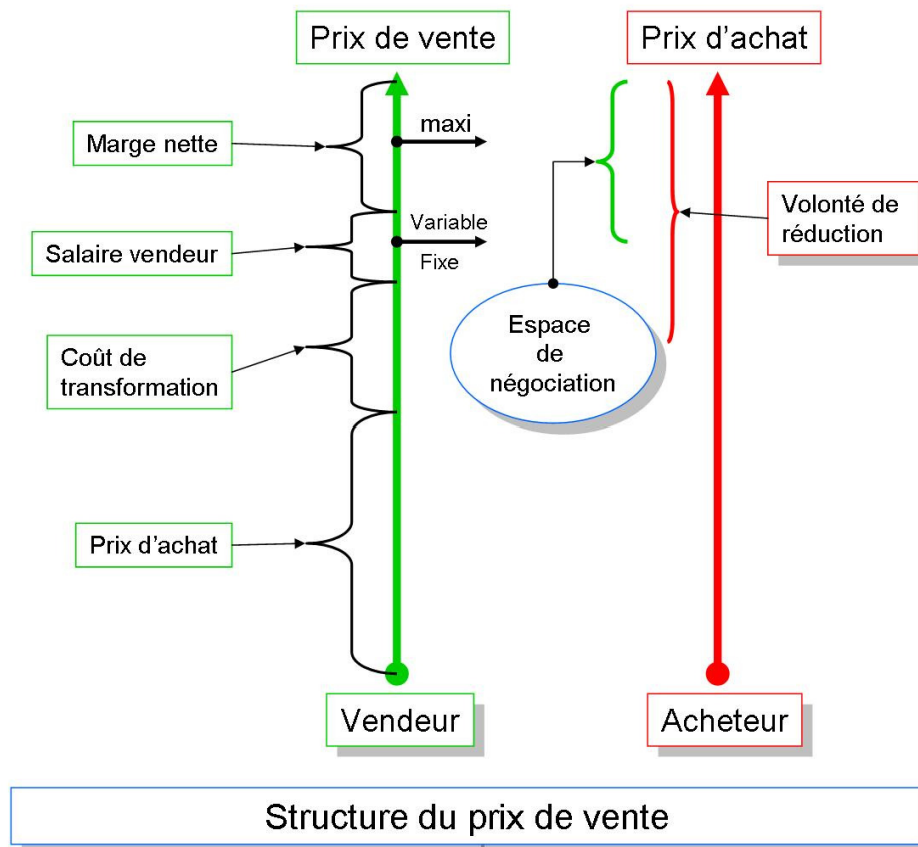 Prix de vente
Prix d'achat
maxi
Marge nette
Variable
Volonté de
réduction
Salaire vendeur
Fixe
Espace
de
négociation
Coût de
transformation
Prix d'achat
Vendeur
Acheteur
Structure du prix de vente